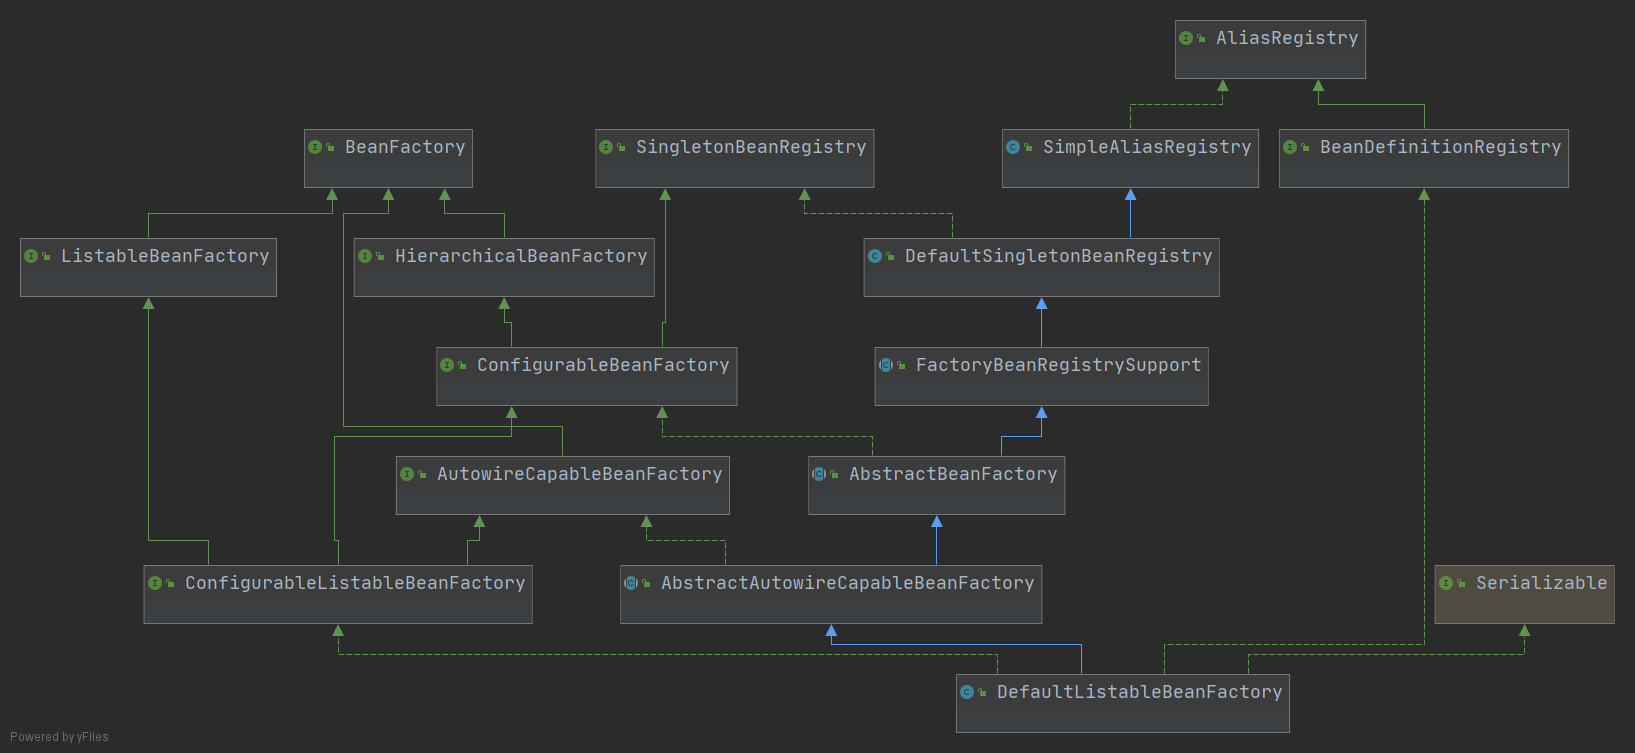 AliasRegistry
BeanFactory
SingletonBeanRegistry
SimpleAliasRegistry
BeanDefinitionRegistry
ListableBeanFactory
HierarchicalBeanFactory
DefaultSingletonBeanRegistry
ConfigurableBeanFactory
FactoryBeanRegistrySupport
AutowireCapableBeanFactory
AbstractBeanFactory
ConfigurableListableBeanFactory
AbstractAutowireCapableBeanFactory
Serializable
DefaultListableBeanFactory
Powered by yFiles